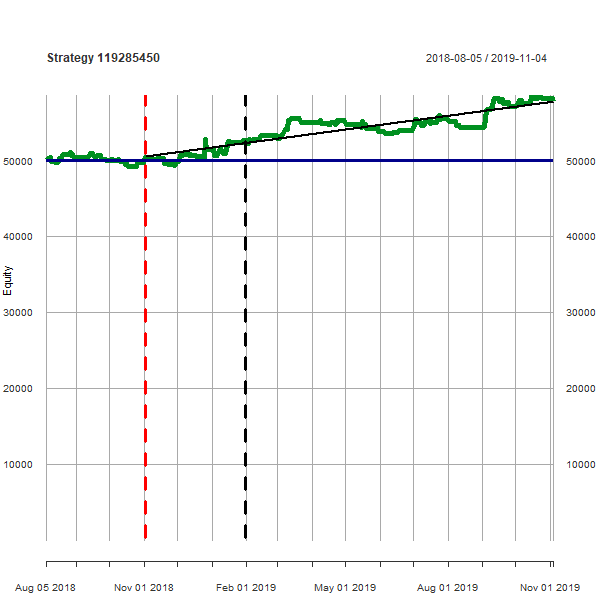 Strategy 119285450
2018-08-05 / 2019-11-04
50000
50000
40000
40000
Equity
30000
30000
20000
20000
10000
10000
Aug 05 2018
Nov 01 2018
Feb 01 2019
May 01 2019
Aug 01 2019
Nov 01 2019